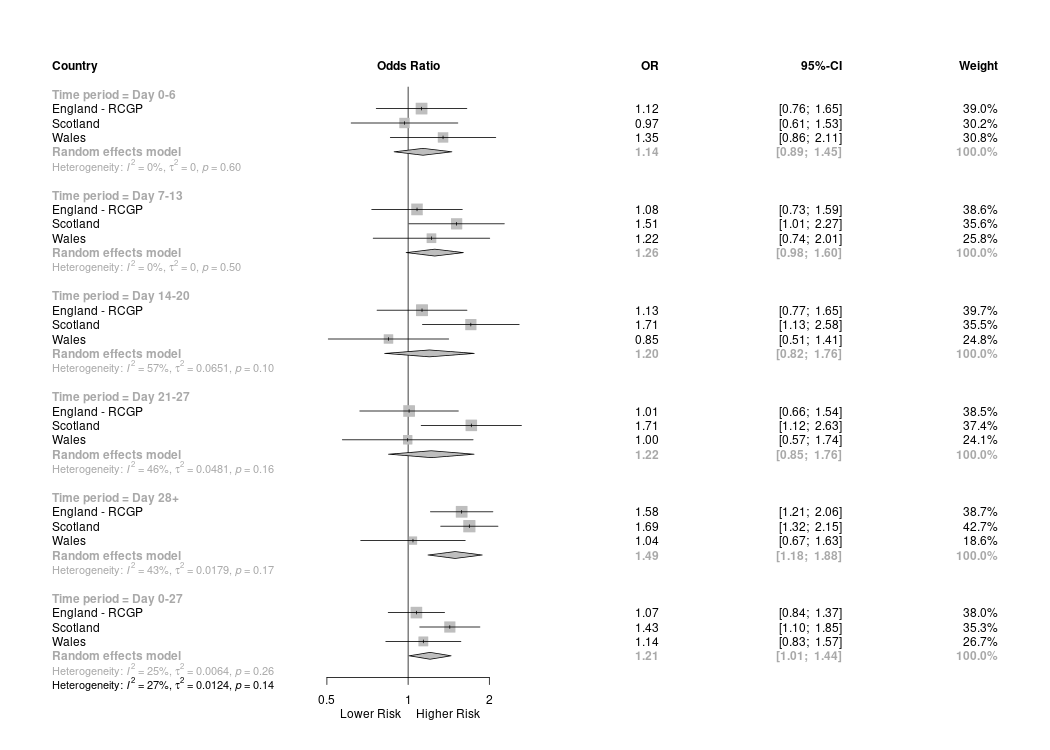 Country Odds Ratio OR 95%-CI Weight
Time period = Day 0-6
England - RCGP 1.12 [0.76; 1.65] 39.0%
Scotland 0.97 [0.61; 1.53] 30.2%
Wales 1.35 [0.86; 2.11] 30.8%
Random effects model 1.14 [0.89; 1.45] 100.0%
Heterogeneity: I² = 0%, τ² = 0, p = 0.60
Time period = Day 7-13
England - RCGP 1.08 [0.73; 1.59] 38.6%
Scotland 1.51 [1.01; 2.27] 35.6%
Wales 1.22 [0.74; 2.01] 25.8%
Random effects model 1.26 [0.98; 1.60] 100.0%
Heterogeneity: I² = 0%, τ² = 0, p = 0.50
Time period = Day 14-20
England - RCGP 1.13 [0.77; 1.65] 39.7%
Scotland 1.71 [1.13; 2.58] 35.5%
Wales 0.85 [0.51; 1.41] 24.8%
Random effects model 1.20 [0.82; 1.76] 100.0%
Heterogeneity: I² = 57%, τ² = 0.0651, p = 0.10
Time period = Day 21-27
England - RCGP 1.01 [0.66; 1.54] 38.5%
Scotland 1.71 [1.12; 2.63] 37.4%
Wales 1.00 [0.57; 1.74] 24.1%
Random effects model 1.22 [0.85; 1.76] 100.0%
Heterogeneity: I² = 46%, τ² = 0.0481, p = 0.16
Time period = Day 28+
England - RCGP 1.58 [1.21; 2.06] 38.7%
Scotland 1.69 [1.32; 2.15] 42.7%
Wales 1.04 [0.67; 1.63] 18.6%
Random effects model 1.49 [1.18; 1.88] 100.0%
Heterogeneity: I² = 43%, τ² = 0.0179, p = 0.17
Time period = Day 0-27
England - RCGP 1.07 [0.84; 1.37] 38.0%
Scotland 1.43 [1.10; 1.85] 35.3%
Wales 1.14 [0.83; 1.57] 26.7%
Random effects model 1.21 [1.01; 1.44] 100.0%
Heterogeneity: I² = 25%, τ² = 0.0064, p = 0.26
Heterogeneity: I² = 27%, τ² = 0.0124, p = 0.14
0.5 1 2
Lower Risk Higher Risk